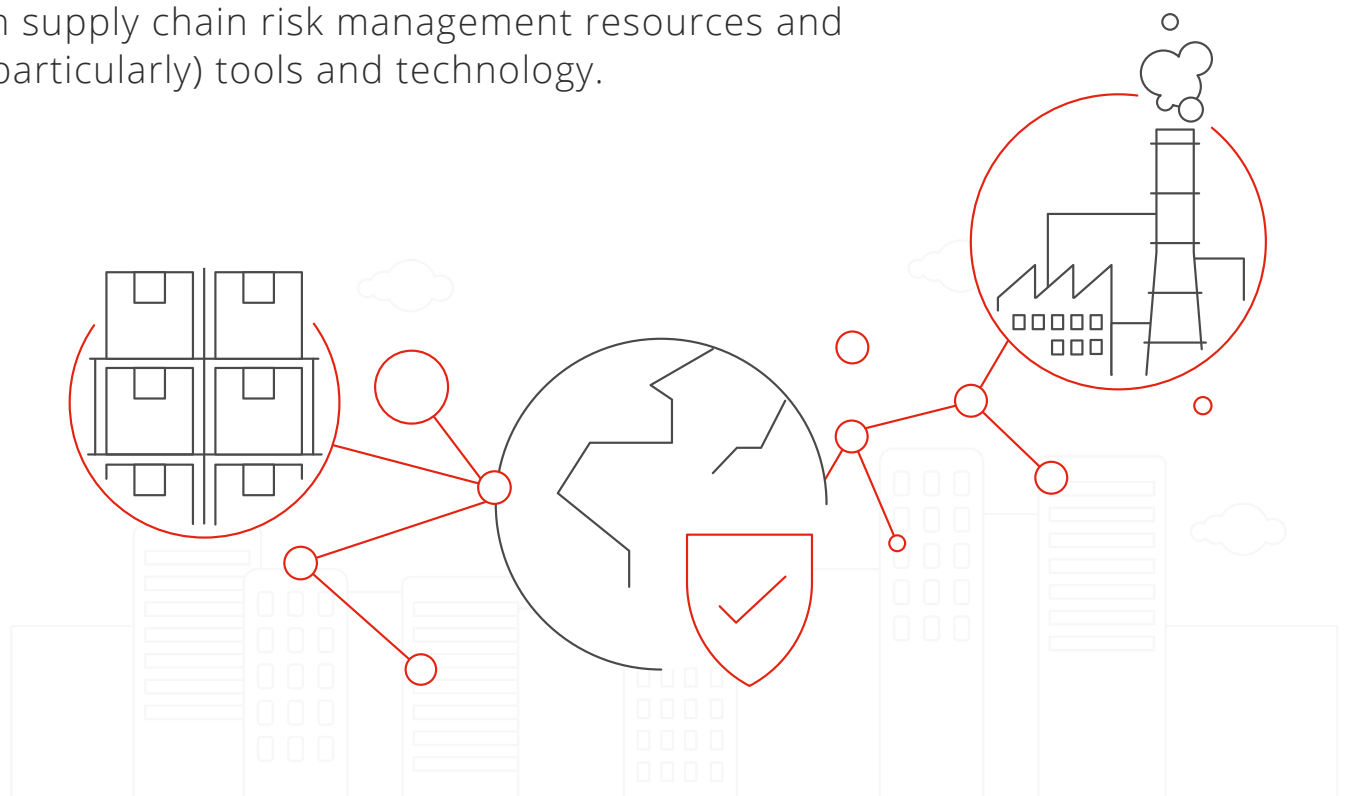 n supply chain risk management resources and
particularly) tools and technology.